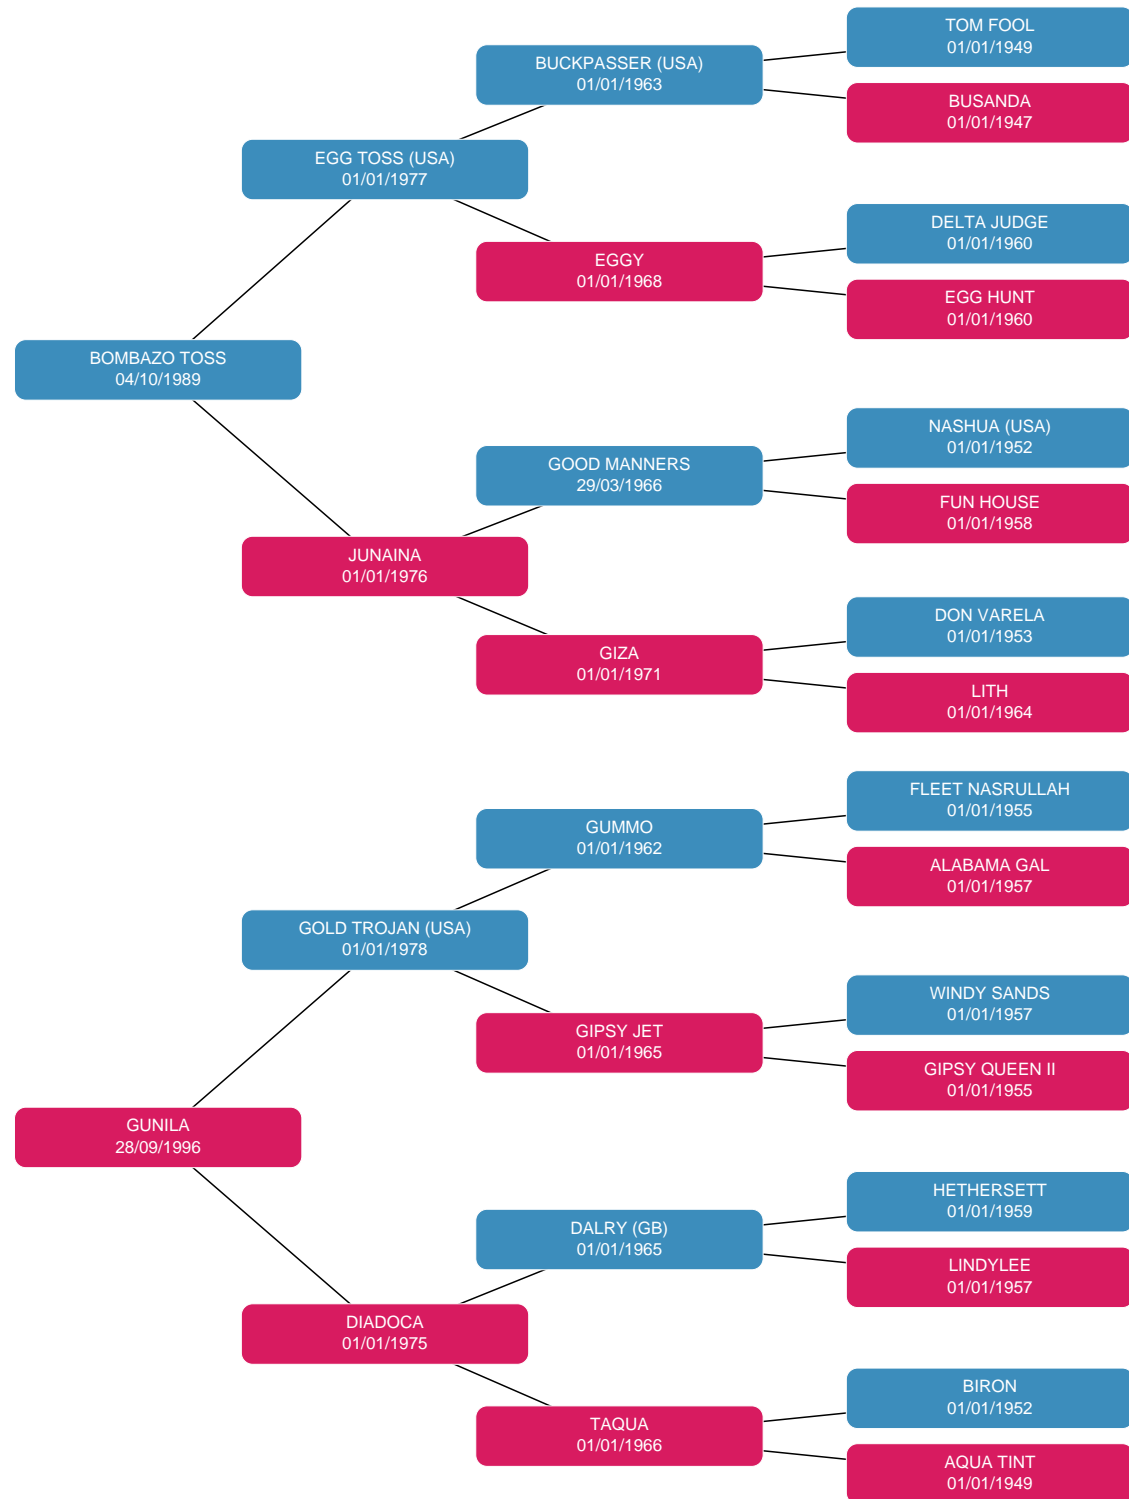 TOM FOOL
01/01/1949
BUCKPASSER (USA)
01/01/1963
BUSANDA
01/01/1947
EGG TOSS (USA)
01/01/1977
DELTA JUDGE
01/01/1960
EGGY
01/01/1968
EGG HUNT
01/01/1960
BOMBAZO TOSS
04/10/1989
NASHUA (USA)
01/01/1952
GOOD MANNERS
29/03/1966
FUN HOUSE
01/01/1958
JUNAINA
01/01/1976
DON VARELA
01/01/1953
GIZA
01/01/1971
LITH
01/01/1964
FLEET NASRULLAH
01/01/1955
GUMMO
01/01/1962
ALABAMA GAL
01/01/1957
GOLD TROJAN (USA)
01/01/1978
WINDY SANDS
01/01/1957
GIPSY JET
01/01/1965
GIPSY QUEEN II
01/01/1955
GUNILA
28/09/1996
HETHERSETT
01/01/1959
DALRY (GB)
01/01/1965
LINDYLEE
01/01/1957
DIADOCA
01/01/1975
BIRON
01/01/1952
TAQUA
01/01/1966
AQUA TINT
01/01/1949